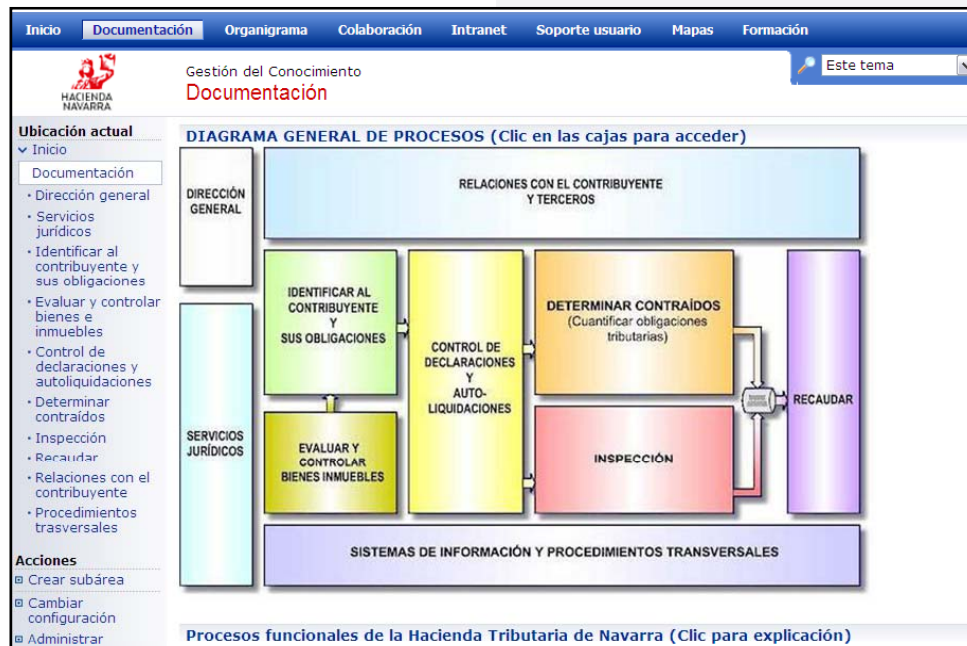 Inicio Documentación Organigrama Colaboración Intranet Soporte usuario Mapas Formación
HACIENDA
NAVARRA
Gestión del Conocimiento
Documentación
Este tema
Ubicación actual
Inicio
Documentación
Dirección general
Servicios
jurídicos
Identificar al
contribuyente y
sus obligaciones
Evaluar y controlar
bienes e
inmuebles
Control de
declaraciones y
autoliquidaciones
Determinar
contraídos
Inspección
Recaudar
Relaciones con el
contribuyente
Procedimientos
trasversales
Acciones
Crear subárea
Cambiar
configuración
Administrar
DIAGRAMA GENERAL DE PROCESOS (Clic en las cajas para acceder)
DIRECCIÓN
GENERAL
RELACIONES CON EL CONTRIBUYENTE
Y TERCEROS
IDENTIFICAR AL
CONTRIBUYENTE
Y
SUS OBLIGACIONES
CONTROL DE
DECLARACIONES
Y
AUTO-
LIQUIDACIONES
DETERMINAR CONTRAÍDOS
(Cuantificar obligaciones
tributarias)
RECAUDAR
SERVICIOS
JURÍDICOS
EVALUAR Y
CONTROLAR
BIENES INMUEBLES
INSPECCIÓN
SISTEMAS DE INFORMACIÓN Y PROCEDIMIENTOS TRANSVERSALES
Procesos funcionales de la Hacienda Tributaria de Navarra (Clic para explicación)